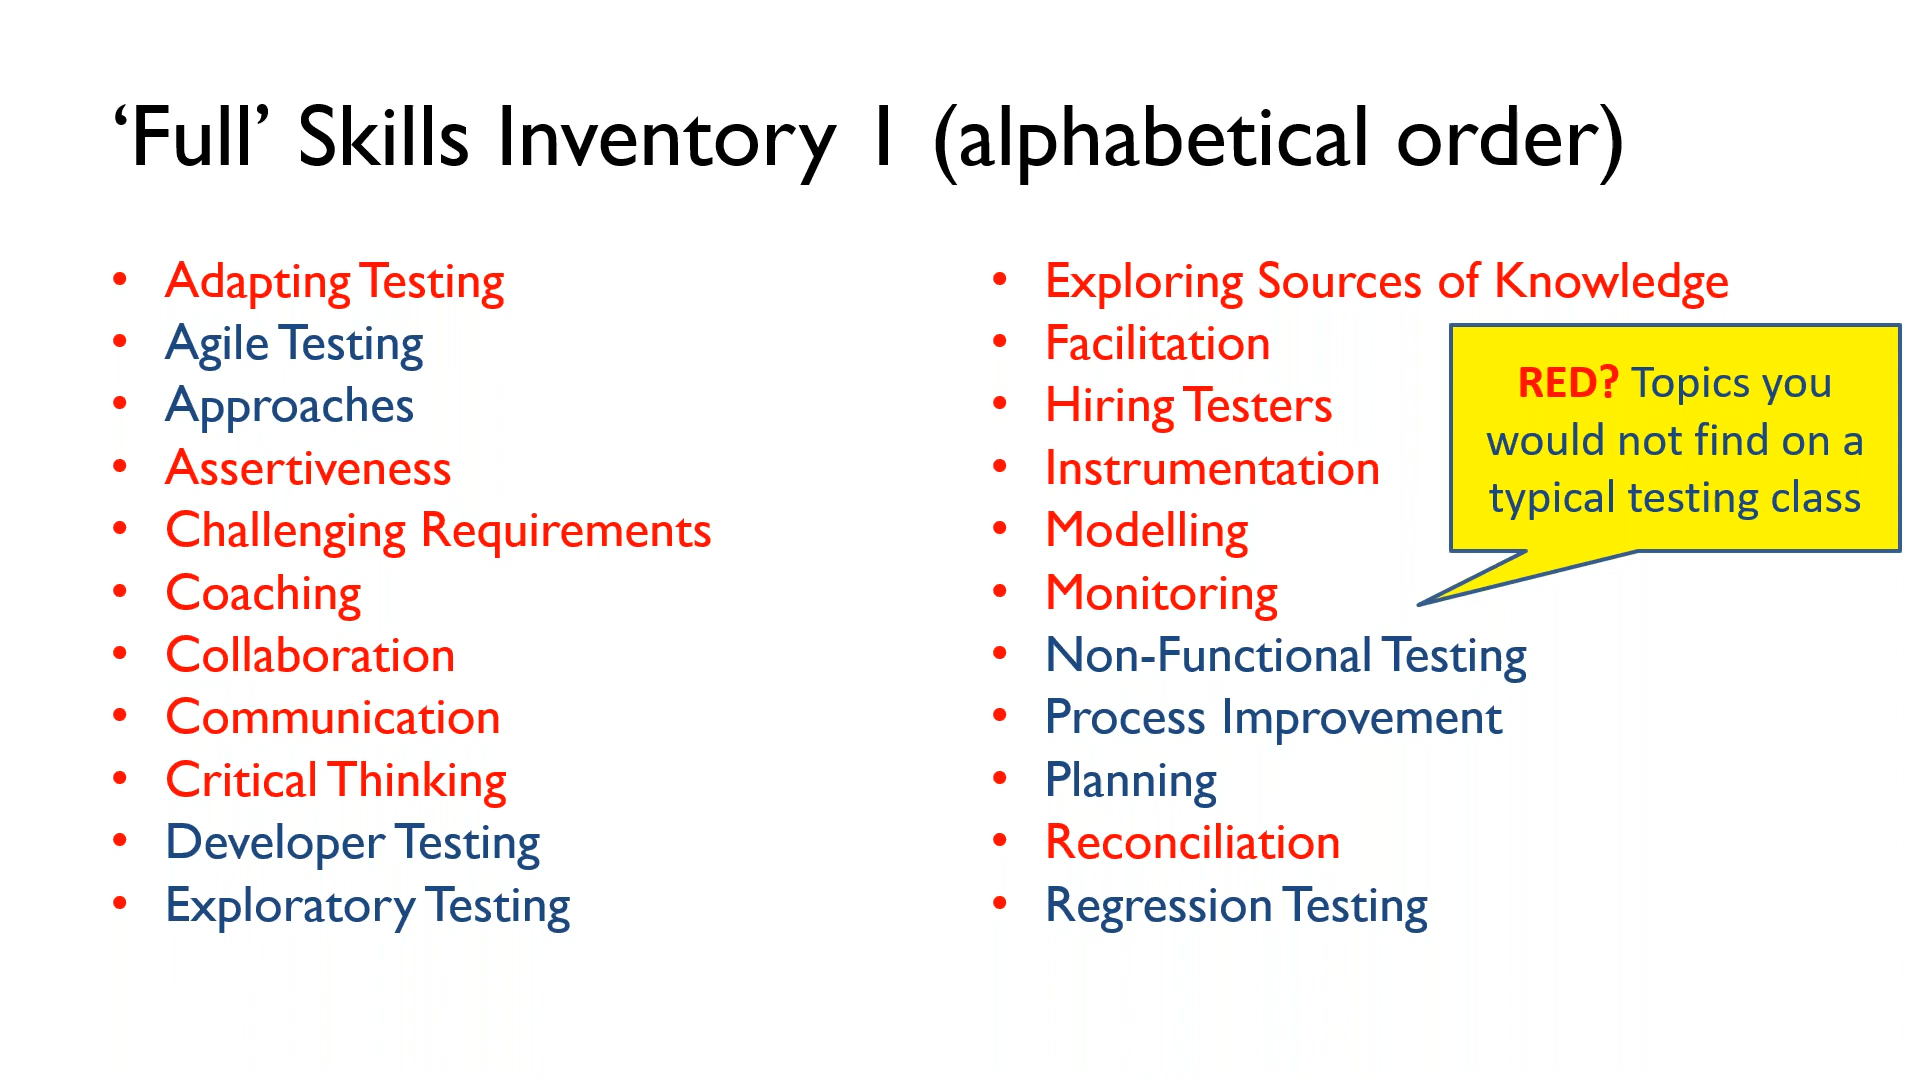 ‘Full’ Skills Inventory 1 (alphabetical order)
• Adapting Testing
• Agile Testing
• Approaches
• Assertiveness
• Challenging Requirements
• Coaching
• Collaboration
• Communication
• Critical Thinking
• Developer Testing
• Exploratory Testing
• Exploring Sources of Knowledge
• Facilitation
• Hiring Testers
• Instrumentation
• Modelling
• Monitoring
• Non-Functional Testing
• Process Improvement
• Planning
• Reconciliation
• Regression Testing
RED? Topics you
would not find on a
typical testing class